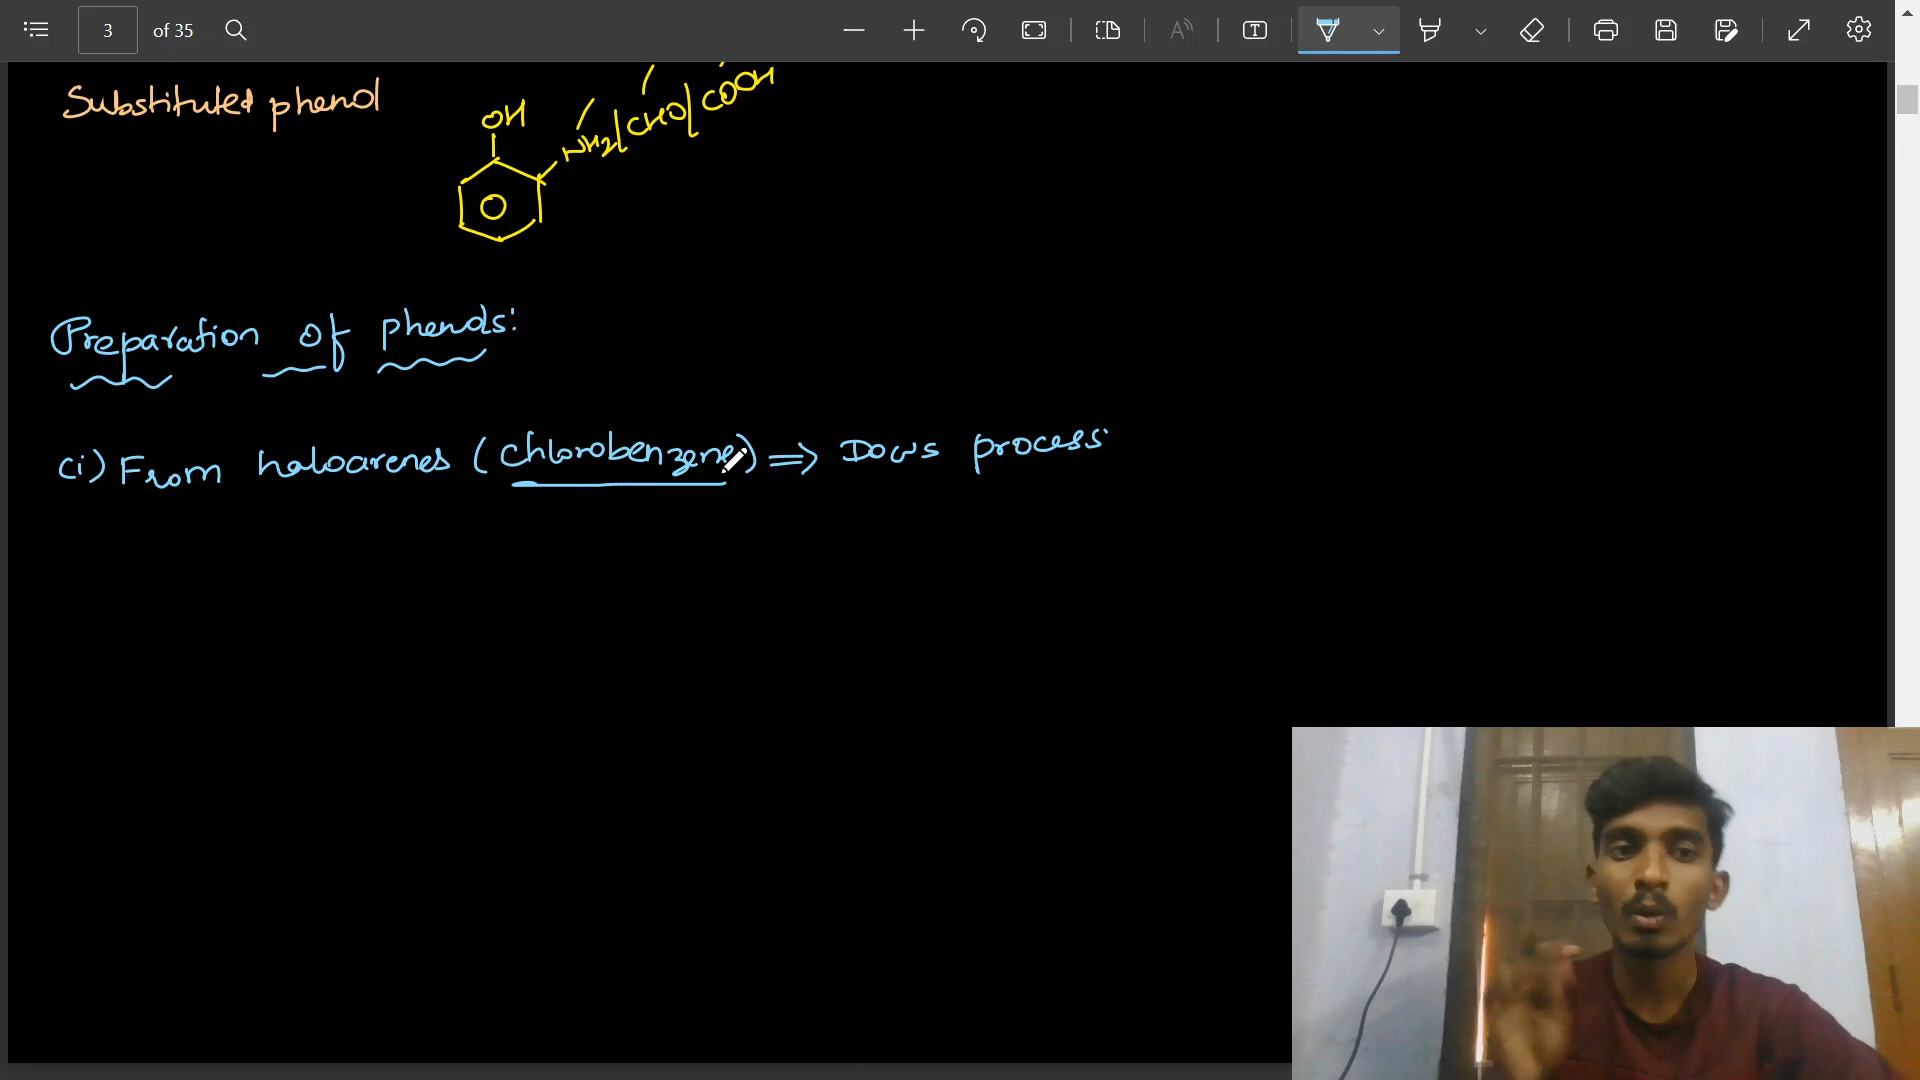 3 of 35
Substituted phenol
OH
NH2/CHO/COOH
Preparation of phenols:
(i) From haloarenes (chlorobenzene) ⇒ Dows process